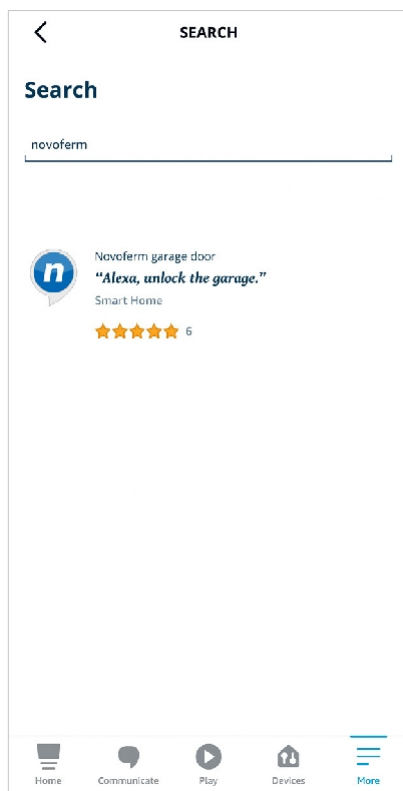 SEARCH
Search
novoferm
n
Novoferm garage door
“Alexa, unlock the garage.”
Smart Home
6
Home Communicate Play Devices More